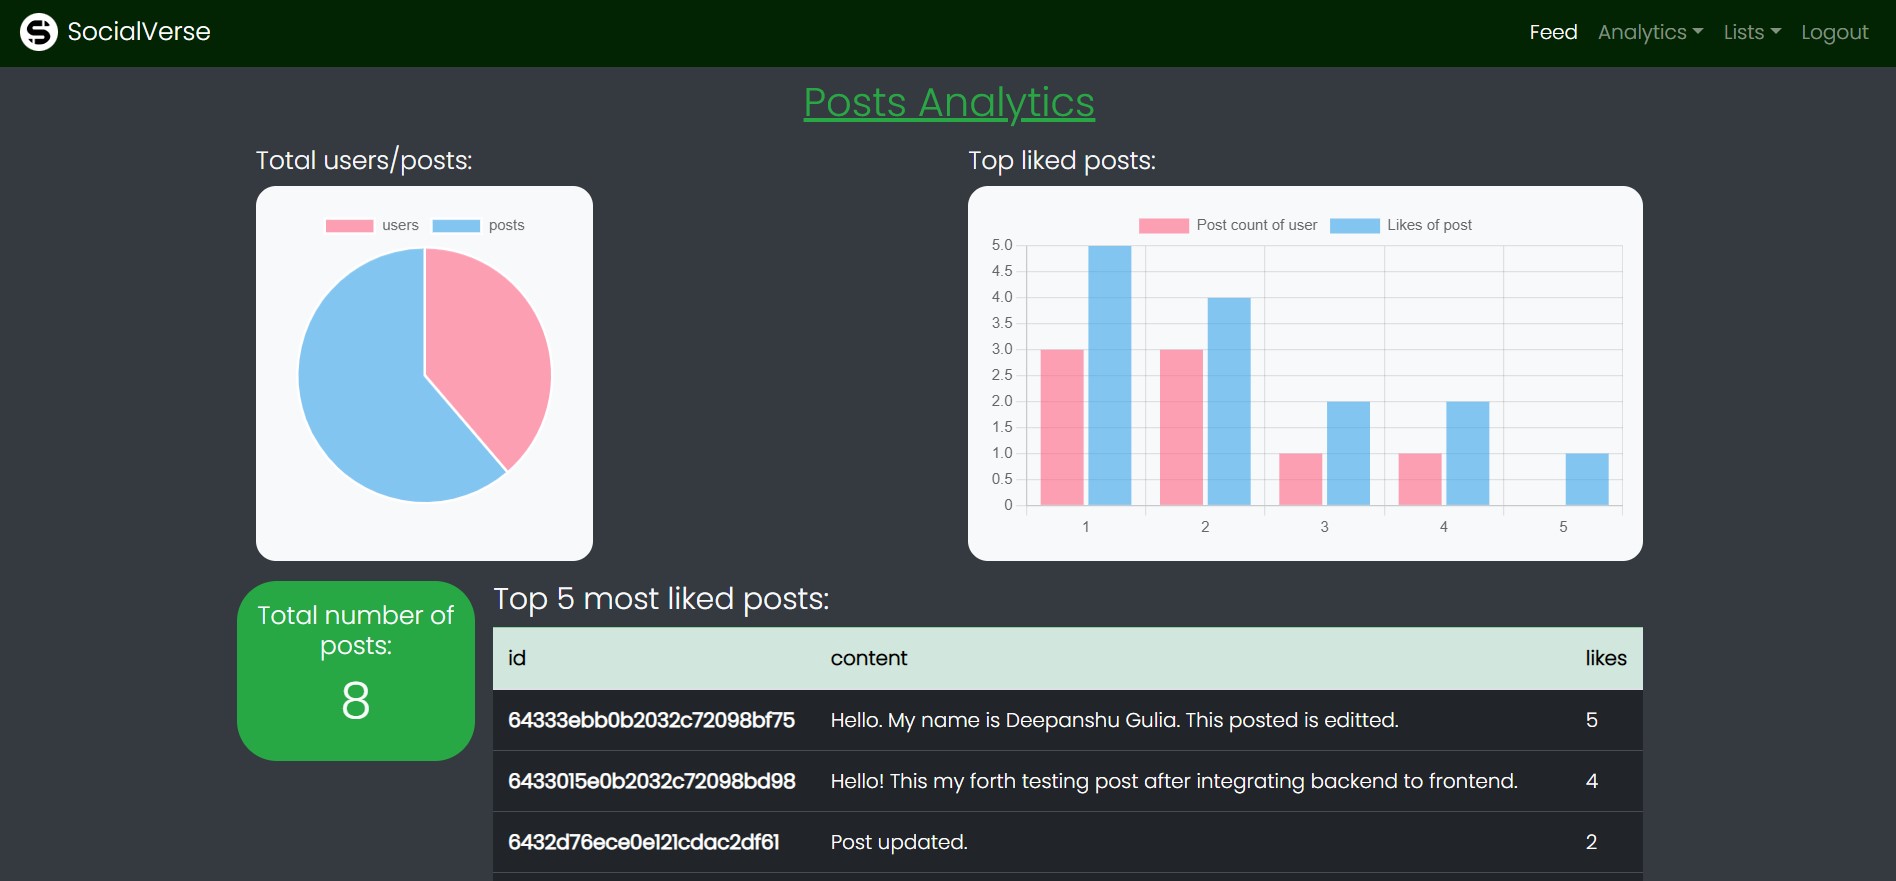 SocialVerse
Feed Analytics Lists Logout
Posts Analytics
Total users/posts:
users posts
Top liked posts:
Post count of user Likes of post
5.0
4.5
4.0
3.5
3.0
2.5
2.0
1.5
1.0
0.5
0
1 2 3 4 5
Total number of
posts:
8
Top 5 most liked posts:
id content likes
64333ebb0b2032c72098bf75 Hello. My name is Deepanshu Gulia. This posted is editted. 5
6433015e0b2032c72098bd98 Hello! This my forth testing post after integrating backend to frontend. 4
6432d76ece0e121cdac2df61 Post updated. 2